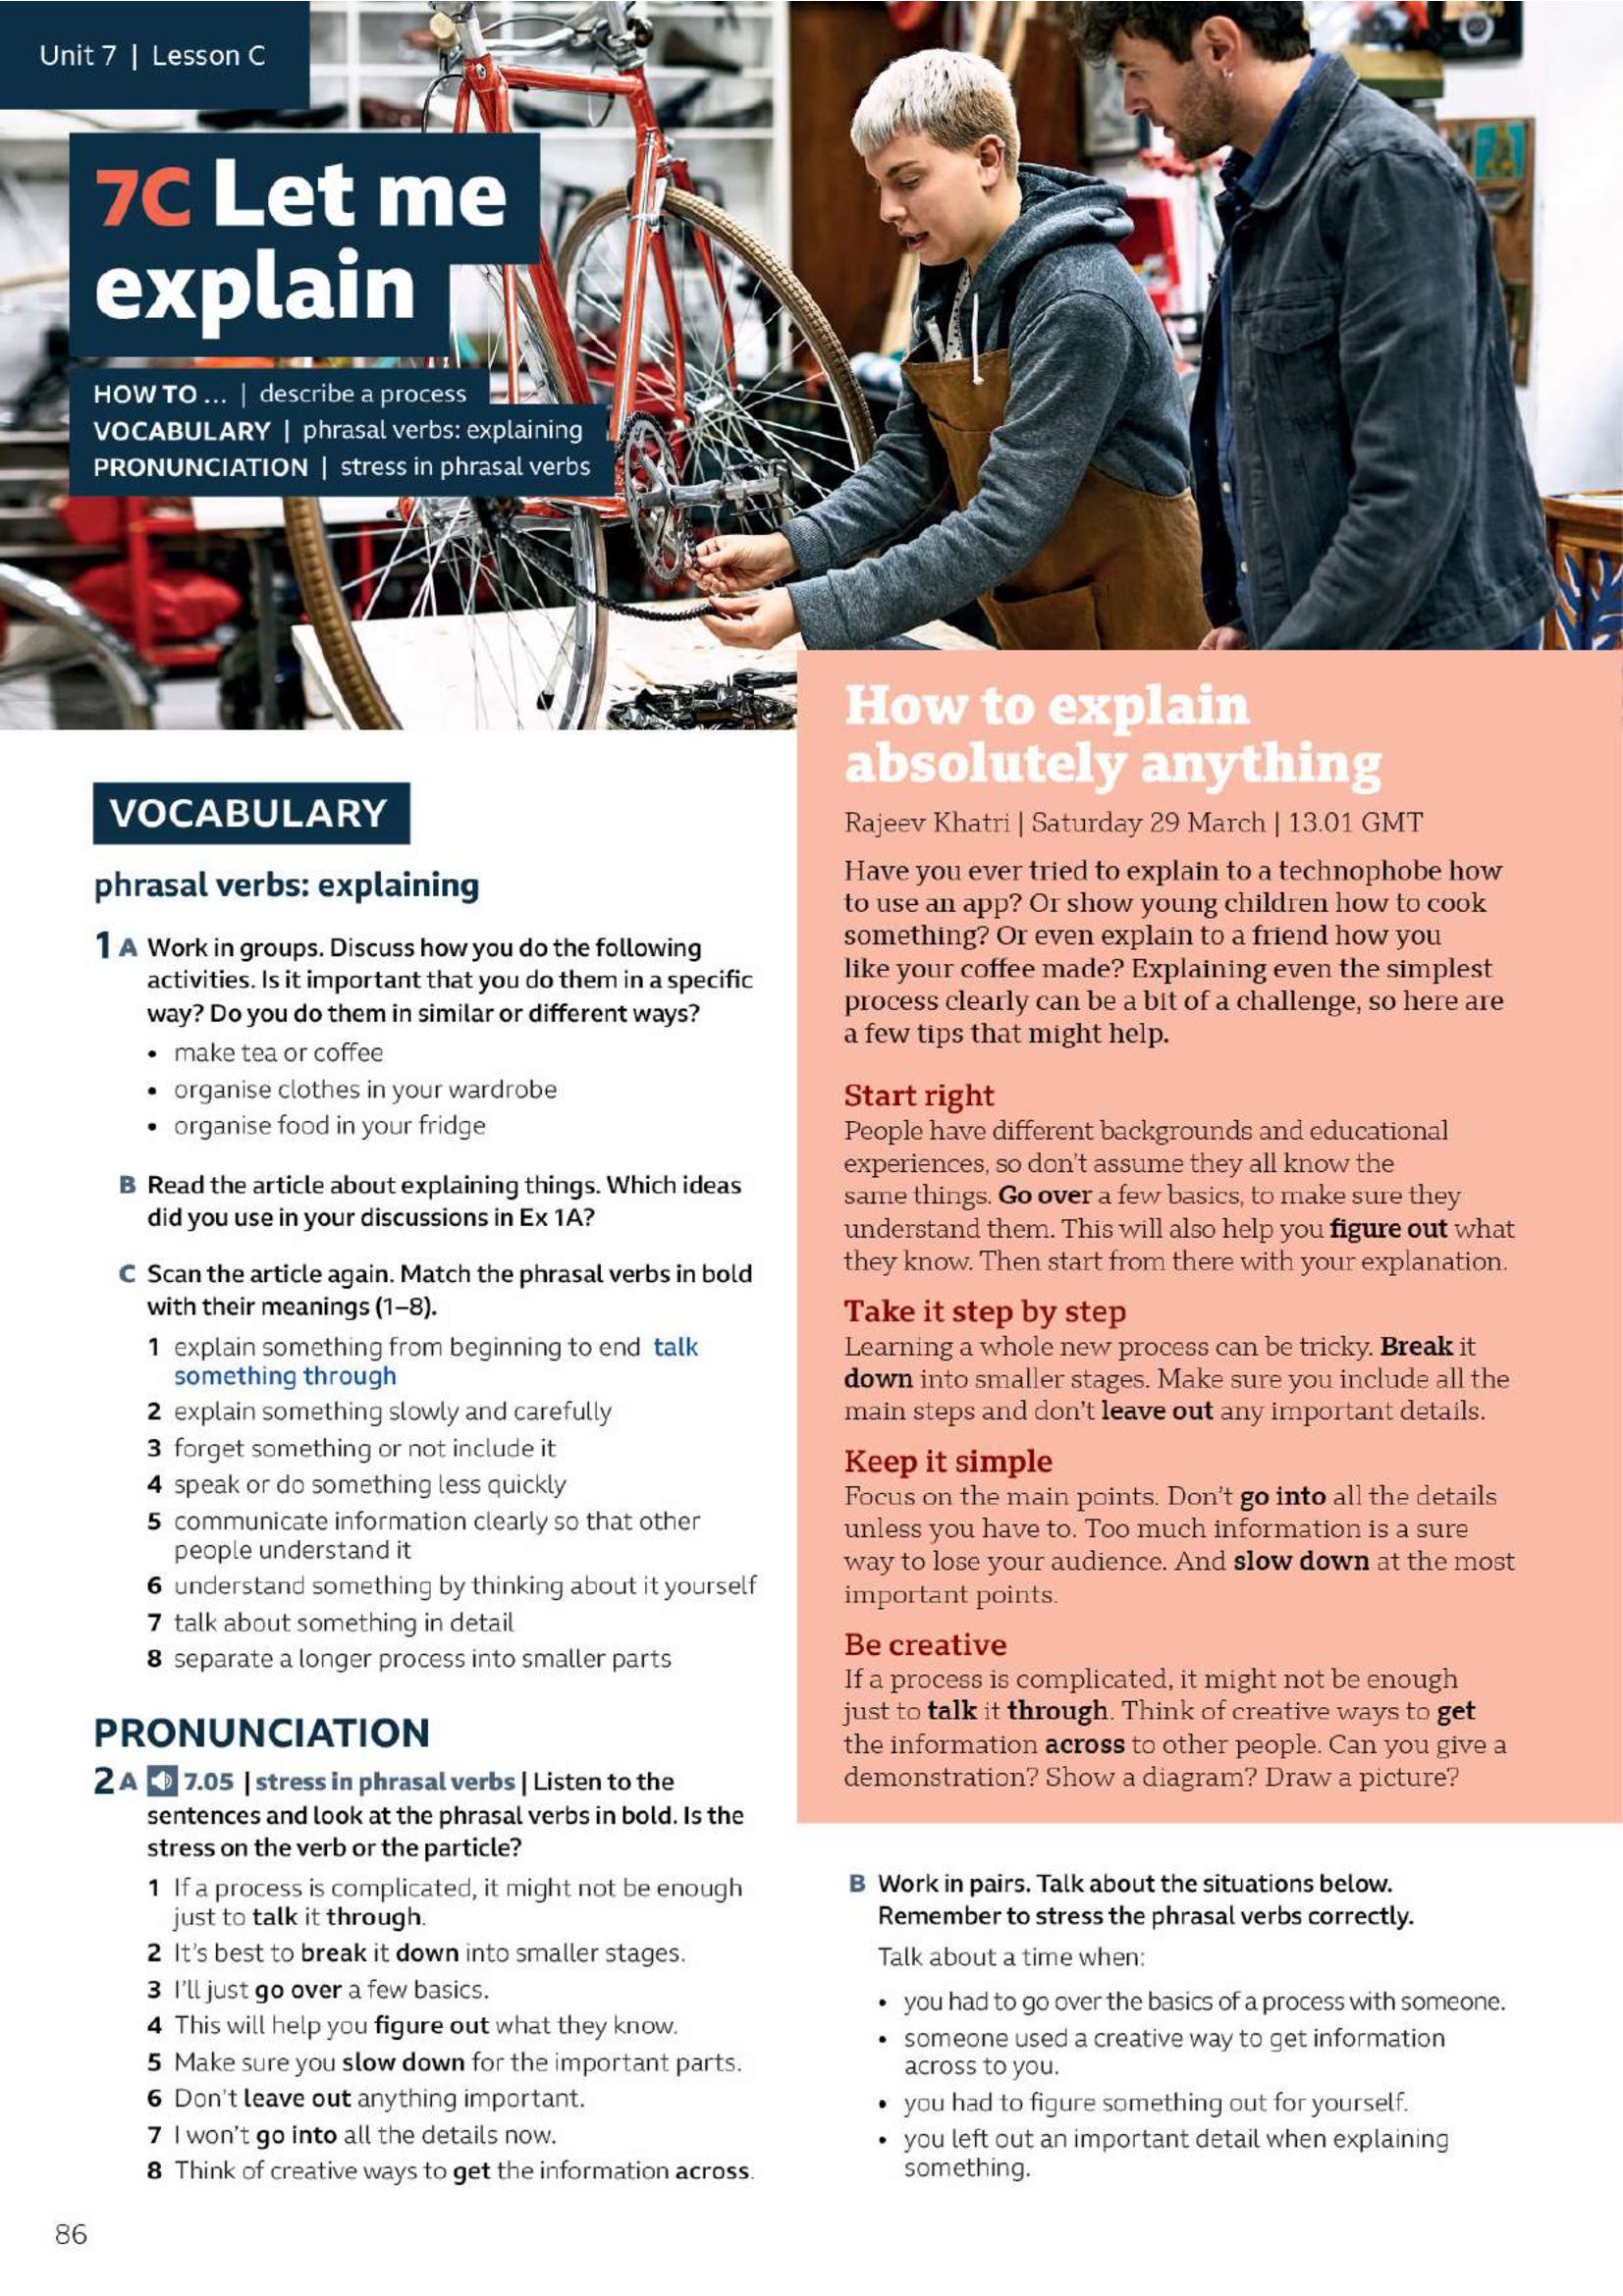 Unit 7 | Lesson C
7C Let me
explain
HOW TO ... | describe a process
VOCABULARY | phrasal verbs: explaining
PRONUNCIATION | stress in phrasal verbs
VOCABULARY
phrasal verbs: explaining
1 A Work in groups. Discuss how you do the following
activities. Is it important that you do them in a specific
way? Do you do them in similar or different ways?
• make tea or coffee
• organise clothes in your wardrobe
• organise food in your fridge
B Read the article about explaining things. Which ideas
did you use in your discussions in Ex 1A?
C Scan the article again. Match the phrasal verbs in bold
with their meanings (1–8).
1 explain something from beginning to end talk
something through
2 explain something slowly and carefully
3 forget something or not include it
4 speak or do something less quickly
5 communicate information clearly so that other
people understand it
6 understand something by thinking about it yourself
7 talk about something in detail
8 separate a longer process into smaller parts
PRONUNCIATION
2 A 7.05 | stress in phrasal verbs | Listen to the
sentences and look at the phrasal verbs in bold. Is the
stress on the verb or the particle?
1 If a process is complicated, it might not be enough
just to talk it through.
2 It's best to break it down into smaller stages.
3 I'll just go over a few basics.
4 This will help you figure out what they know.
5 Make sure you slow down for the important parts.
6 Don't leave out anything important.
7 I won't go into all the details now.
8 Think of creative ways to get the information across.
How to explain
absolutely anything
Rajeev Khatri | Saturday 29 March | 13.01 GMT
Have you ever tried to explain to a technophobe how
to use an app? Or show young children how to cook
something? Or even explain to a friend how you
like your coffee made? Explaining even the simplest
process clearly can be a bit of a challenge, so here are
a few tips that might help.
Start right
People have different backgrounds and educational
experiences, so don't assume they all know the
same things. Go over a few basics, to make sure they
understand them. This will also help you figure out what
they know. Then start from there with your explanation.
Take it step by step
Learning a whole new process can be tricky. Break it
down into smaller stages. Make sure you include all the
main steps and don't leave out any important details.
Keep it simple
Focus on the main points. Don't go into all the details
unless you have to. Too much information is a sure
way to lose your audience. And slow down at the most
important points.
Be creative
If a process is complicated, it might not be enough
just to talk it through. Think of creative ways to get
the information across to other people. Can you give a
demonstration? Show a diagram? Draw a picture?
B Work in pairs. Talk about the situations below.
Remember to stress the phrasal verbs correctly.
Talk about a time when:
• you had to go over the basics of a process with someone.
• someone used a creative way to get information
across to you.
• you had to figure something out for yourself.
• you left out an important detail when explaining
something.
86